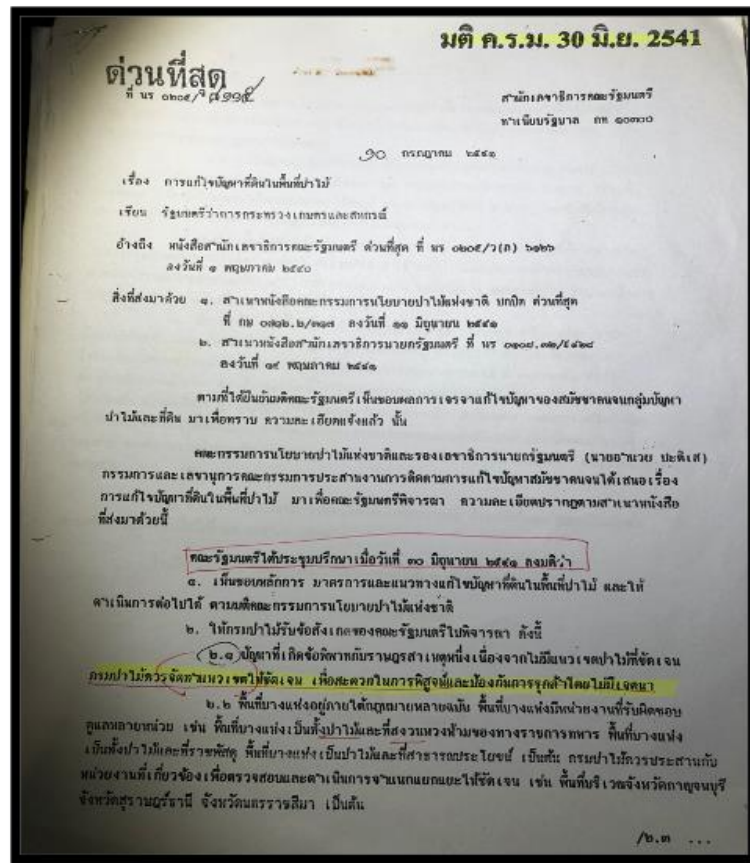 มติ ค.ร.ม. 30 มิ.ย. 2541
ด่วนที่สุด
ที่ นร ๐๒๐๕/
สำนักเลขาธิการคณะรัฐมนตรี
ทำเนียบรัฐบาล กท ๑๐๓๐๐
๑๐ กรกฎาคม ๒๕๔๑
เรื่อง การแก้ไขปัญหาที่ดินในพื้นที่ป่าไม้
เรียน รัฐมนตรีว่าการกระทรวงเกษตรและสหกรณ์
อ้างถึง หนังสือสำนักเลขาธิการคณะรัฐมนตรี ด่วนที่สุด ที่ นร ๐๒๐๕/ว(ล) ๖๑๒๖
ลงวันที่ ๑ พฤษภาคม ๒๕๔๐
สิ่งที่ส่งมาด้วย ๑. สำเนาหนังสือคณะกรรมการนโยบายป่าไม้แห่งชาติ ปกปิด ด่วนที่สุด
ที่ กษ ๐๗๑๒.๒/๓๑๗ ลงวันที่ ๑๑ มิถุนายน ๒๕๔๑
๒. สำเนาหนังสือสำนักเลขาธิการนายกรัฐมนตรี ที่ นร
ลงวันที่ ๑๙ พฤษภาคม ๒๕๔๑
ตามที่ได้ยืนยันมติคณะรัฐมนตรีเห็นชอบผลการเจรจาแก้ไขปัญหาของสมัชชาคนจนกลุ่มปัญหา
ป่าไม้และที่ดิน มาเพื่อทราบ ความละเอียดแจ้งแล้ว นั้น
คณะกรรมการนโยบายป่าไม้แห่งชาติและรองเลขาธิการนายกรัฐมนตรี (นายอำนวย ปะติเส)
กรรมการและเลขานุการคณะกรรมการประสานงานการติดตามการแก้ไขปัญหาสมัชชาคนจนได้เสนอเรื่อง
การแก้ไขปัญหาที่ดินในพื้นที่ป่าไม้ มาเพื่อคณะรัฐมนตรีพิจารณา ความละเอียดปรากฏตามสำเนาหนังสือ
ที่ส่งมาด้วยนี้
คณะรัฐมนตรีได้ประชุมปรึกษาเมื่อวันที่ ๓๐ มิถุนายน ๒๕๔๑ ลงมติว่า
๑. เห็นชอบหลักการ มาตรการและแนวทางแก้ไขปัญหาที่ดินในพื้นที่ป่าไม้ และให้
ดำเนินการต่อไปได้ ตามมติคณะกรรมการนโยบายป่าไม้แห่งชาติ
๒. ให้กรมป่าไม้รับข้อสังเกตของคณะรัฐมนตรีไปพิจารณา ดังนี้
๒.๑ ปัญหาที่เกิดข้อพิพาทกับราษฎรสาเหตุหนึ่งเนื่องจากไม่มีแนวเขตป่าไม้ที่ชัดเจน
กรมป่าไม้ควรจัดทำแนวเขตให้ชัดเจน เพื่อสะดวกในการพิสูจน์และป้องกันการบุกรุกโดยไม่มีเจตนา
๒.๒ พื้นที่บางแห่งอยู่ภายใต้กฎหมายหลายฉบับ พื้นที่บางแห่งมีหน่วยงานที่รับผิดชอบ
ดูแลหลายหน่วย เช่น พื้นที่บางแห่ง เป็นทั้งป่าไม้และที่สงวนหวงห้ามของทางราชการทหาร พื้นที่บางแห่ง
เป็นทั้งป่าไม้และที่ราชพัสดุ พื้นที่บางแห่ง เป็นป่าไม้และที่สาธารณประโยชน์ เป็นต้น กรมป่าไม้ควรประสานกับ
หน่วยงานที่เกี่ยวข้องเพื่อตรวจสอบและดำเนินการจำแนกแยกแยะให้ชัดเจน เช่น พื้นที่บริเวณจังหวัดกาญจนบุรี
จังหวัดสุราษฎร์ธานี จังหวัดนครราชสีมา เป็นต้น
/๒.๓ ...